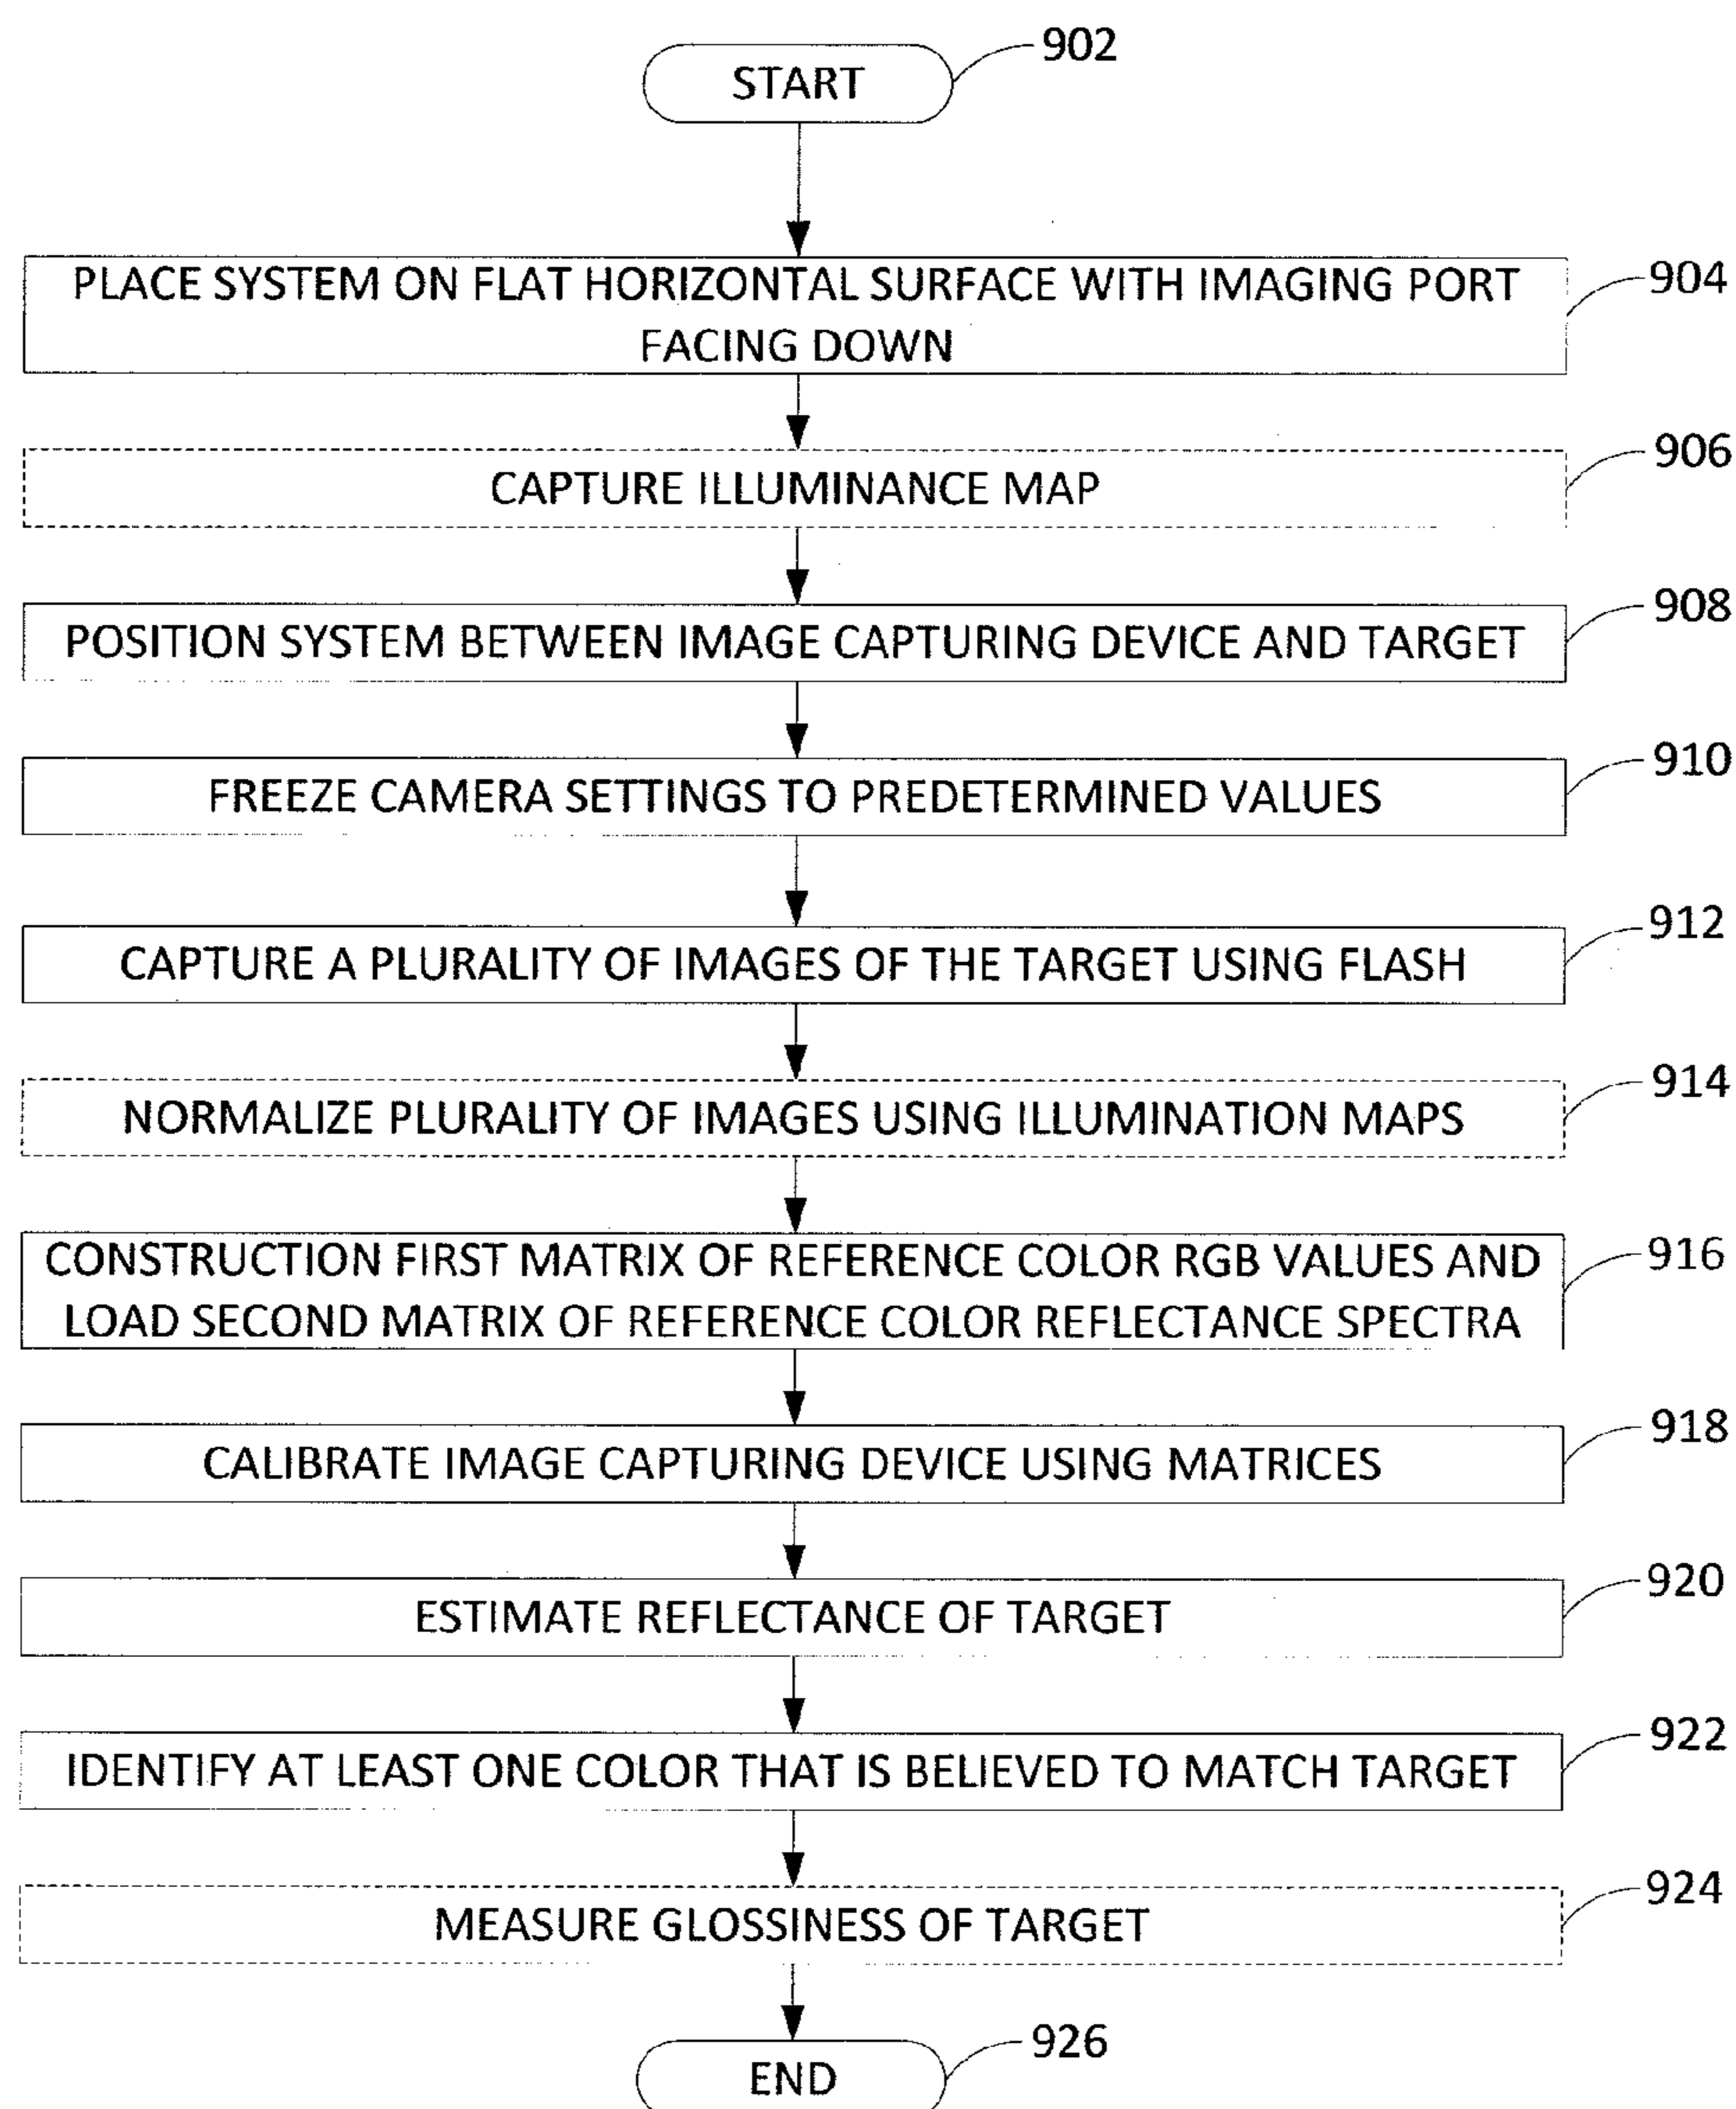 START
902
PLACE SYSTEM ON FLAT HORIZONTAL SURFACE WITH IMAGING PORT
FACING DOWN
904
CAPTURE ILLUMINANCE MAP
906
POSITION SYSTEM BETWEEN IMAGE CAPTURING DEVICE AND TARGET
908
FREEZE CAMERA SETTINGS TO PREDETERMINED VALUES
910
CAPTURE A PLURALITY OF IMAGES OF THE TARGET USING FLASH
912
NORMALIZE PLURALITY OF IMAGES USING ILLUMINATION MAPS
914
CONSTRUCTION FIRST MATRIX OF REFERENCE COLOR RGB VALUES AND
LOAD SECOND MATRIX OF REFERENCE COLOR REFLECTANCE SPECTRA
916
CALIBRATE IMAGE CAPTURING DEVICE USING MATRICES
918
ESTIMATE REFLECTANCE OF TARGET
920
IDENTIFY AT LEAST ONE COLOR THAT IS BELIEVED TO MATCH TARGET
922
MEASURE GLOSSINESS OF TARGET
924
END
926